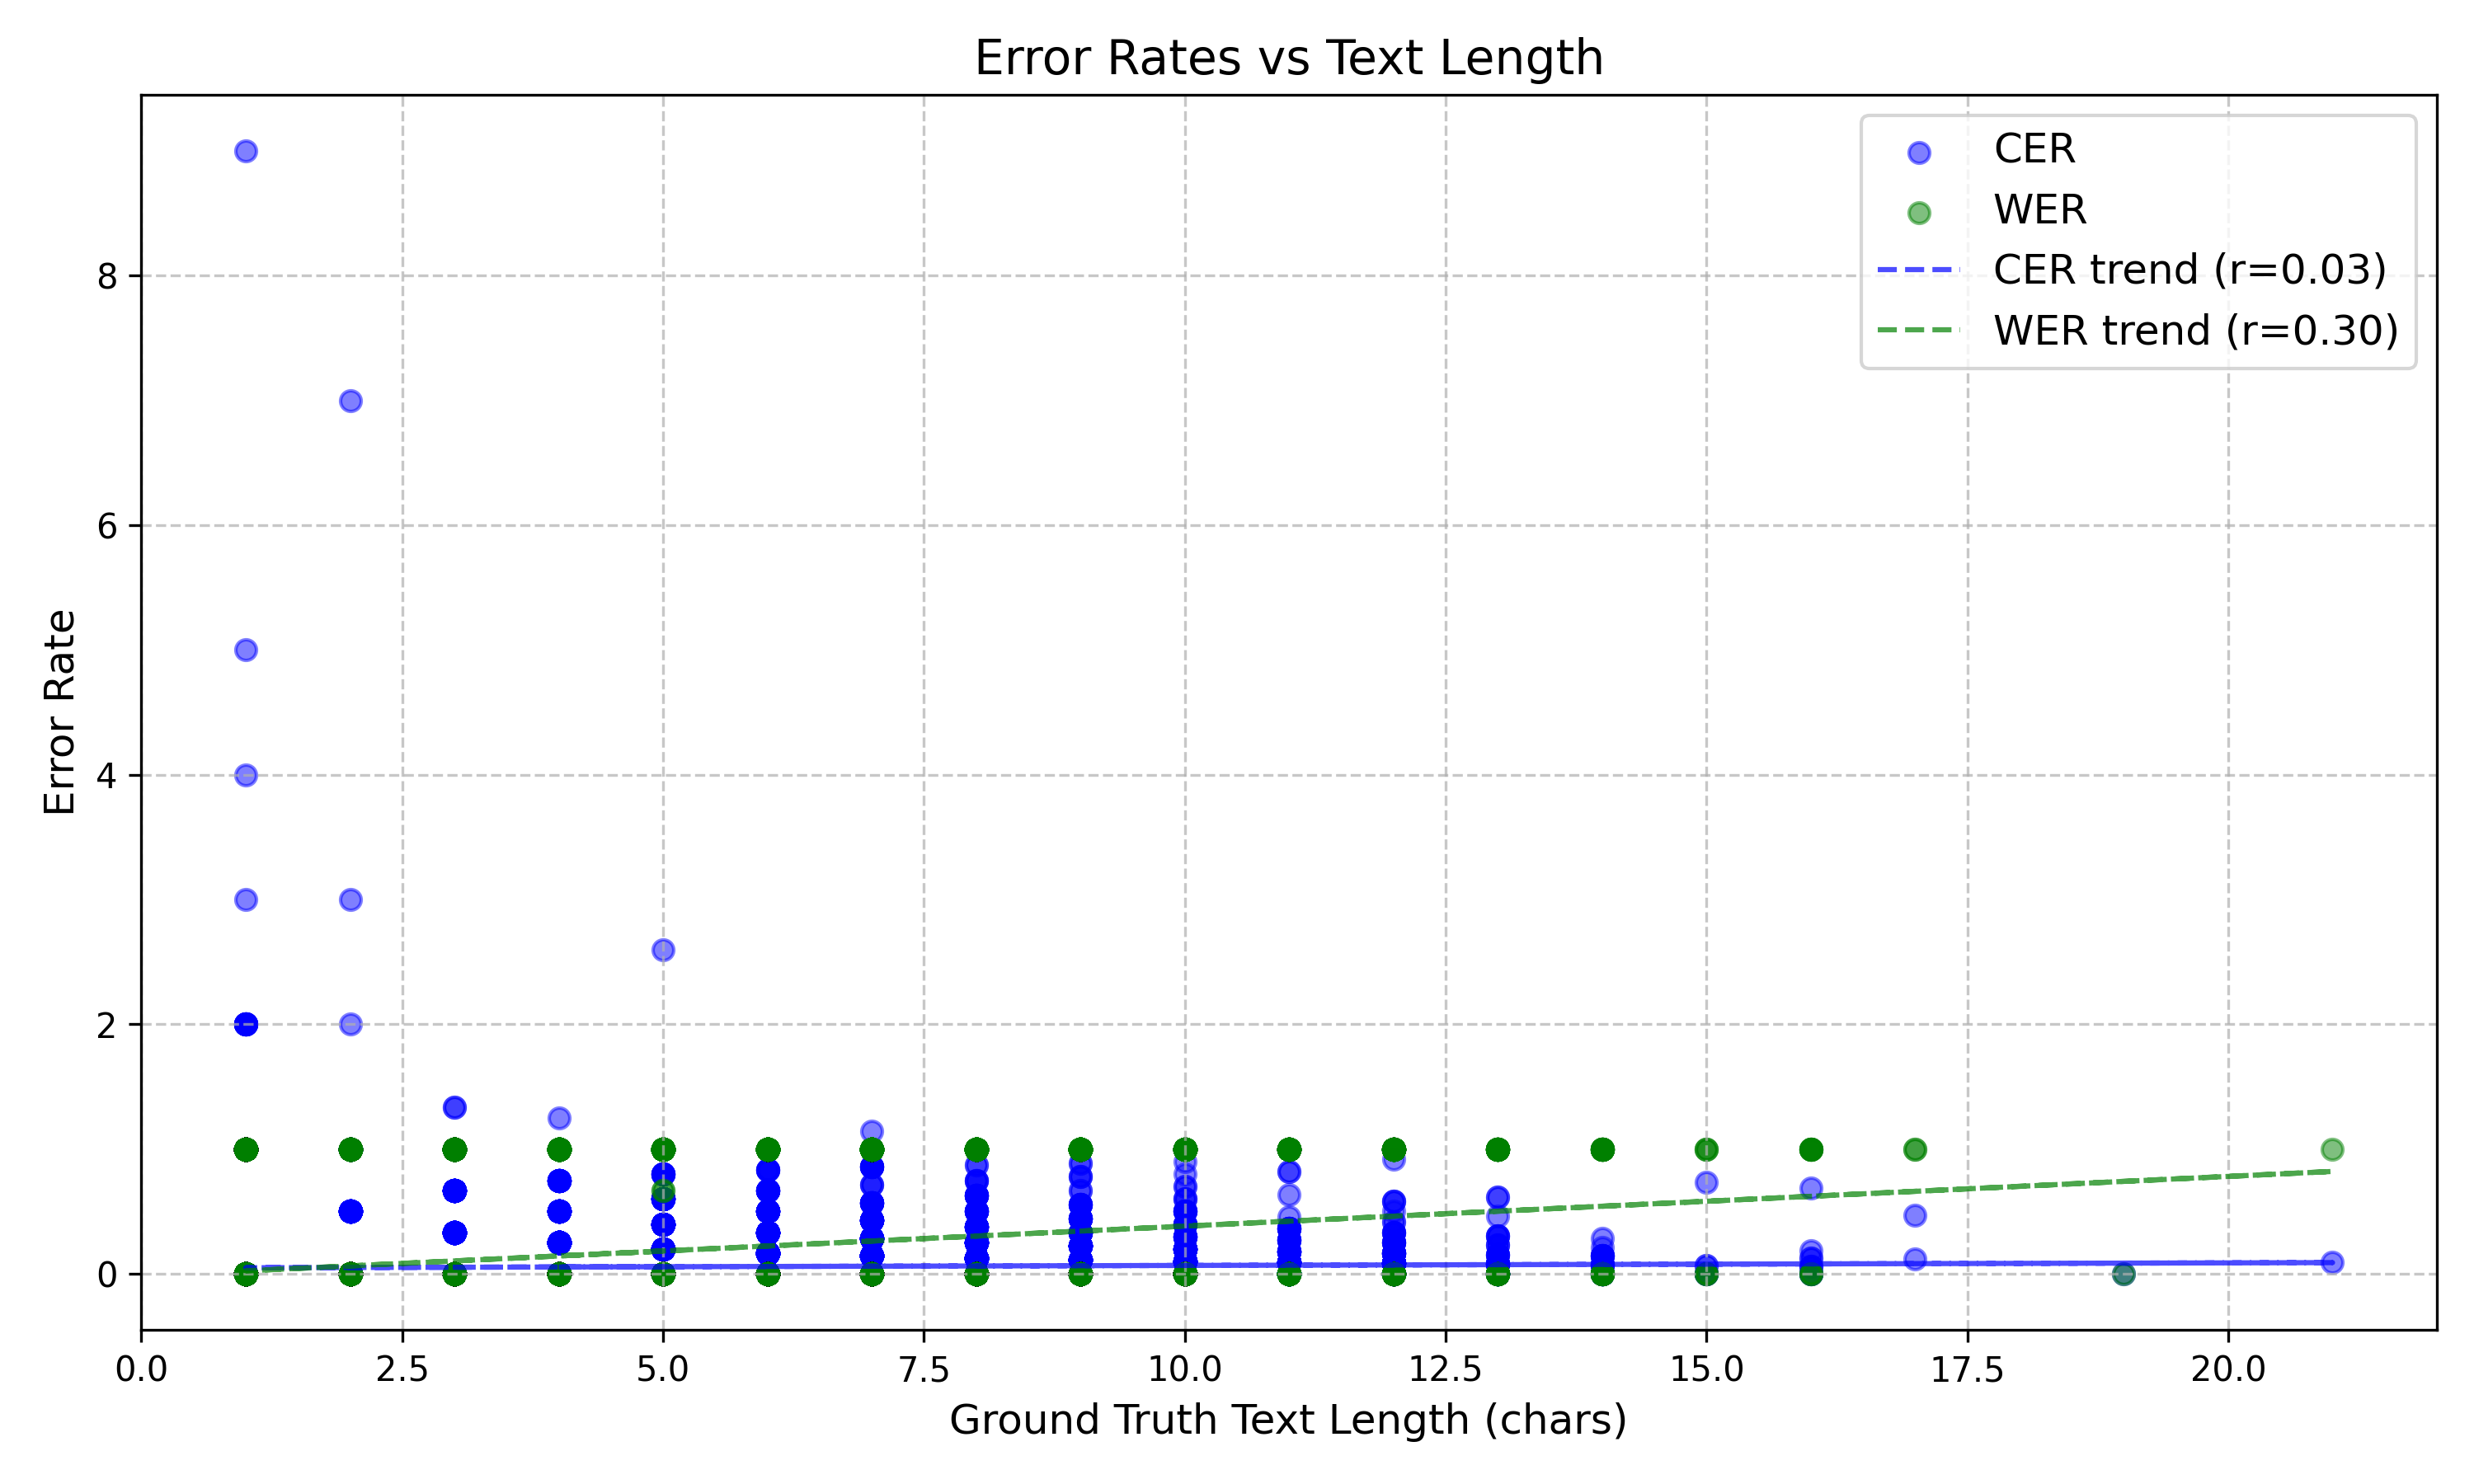 Error Rates vs Text Length
CER
WER
CER trend (r=0.03)
WER trend (r=0.30)
Error Rate
8
6
4
2
0
0.0 2.5 5.0 7.5 10.0 12.5 15.0 17.5 20.0
Ground Truth Text Length (chars)